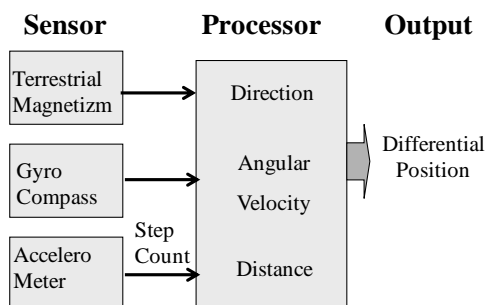 Sensor
Processor
Output
Terrestrial
Magnetizm
Direction
Differential
Position
Gyro
Compass
Angular
Velocity
Step
Count
Accelero
Meter
Distance